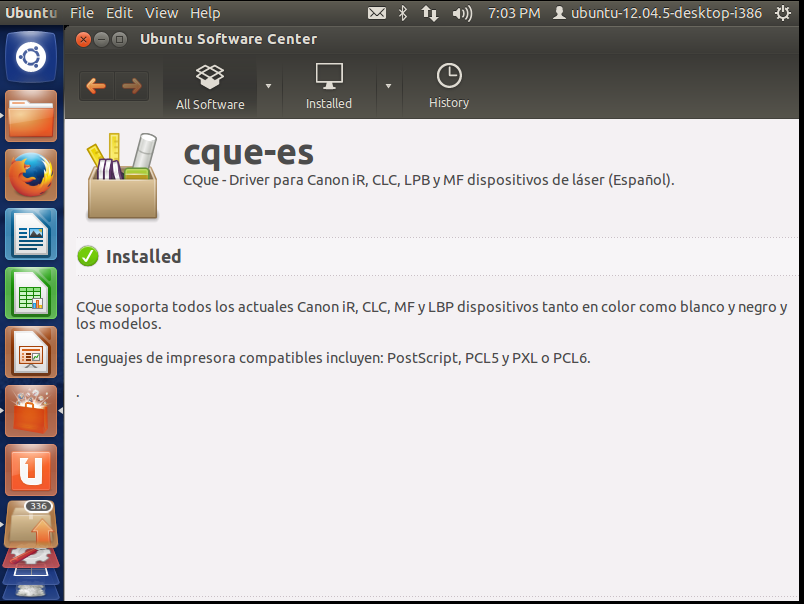 Ubuntu File Edit View Help 7:03 PM ubuntu-12.04.5-desktop-i386
Ubuntu Software Center
All Software Installed History
cque-es
CQue - Driver para Canon iR, CLC, LPB y MF dispositivos de láser (Español).
Installed
CQue soporta todos los actuales Canon iR, CLC, MF y LBP dispositivos tanto en color como blanco y negro y
los modelos.
Lenguajes de impresora compatibles incluyen: PostScript, PCL5 y PXL o PCL6.
.
336